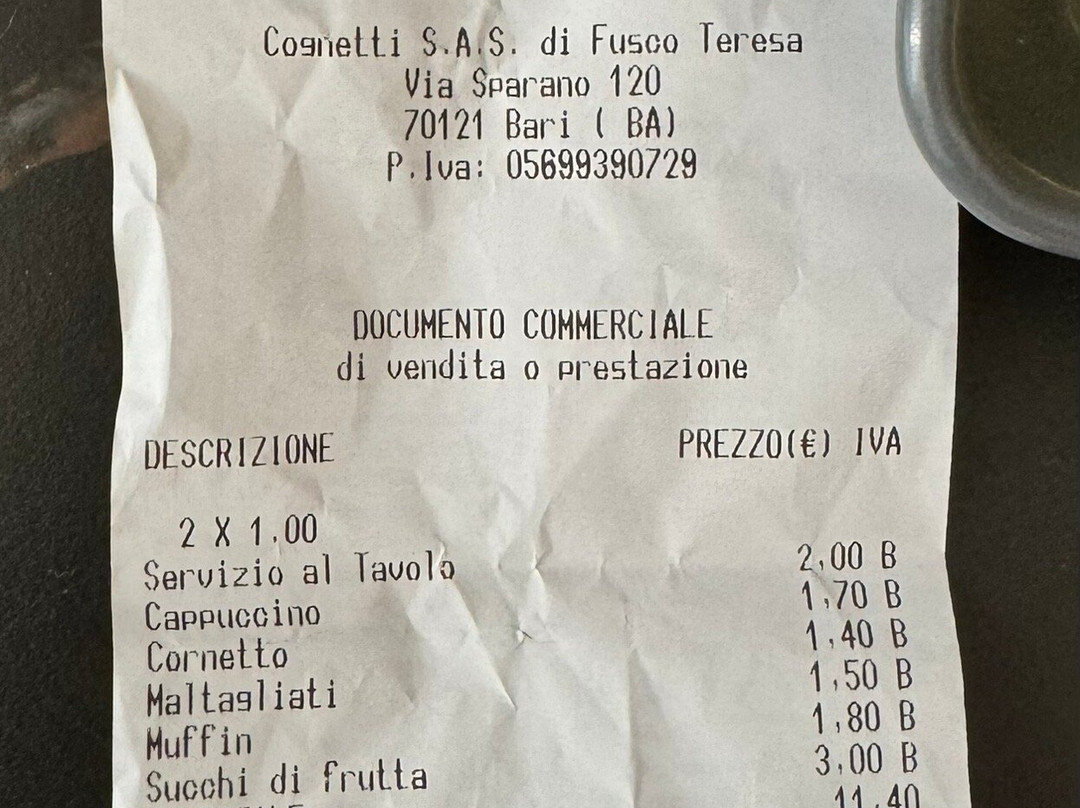 Cognetti S.A.S. di Fusco Teresa
Via Sparano 120
70121 Bari ( BA)
P.Iva: 05699390729
DOCUMENTO COMMERCIALE
di vendita o prestazione
DESCRIZIONE PREZZO(€) IVA
2 X 1,00
Servizio al Tavolo 2,00 B
Cappuccino 1,70 B
Cornetto 1,40 B
Maltagliati 1,50 B
Muffin 1,80 B
Succhi di frutta 3,00 B
11,40